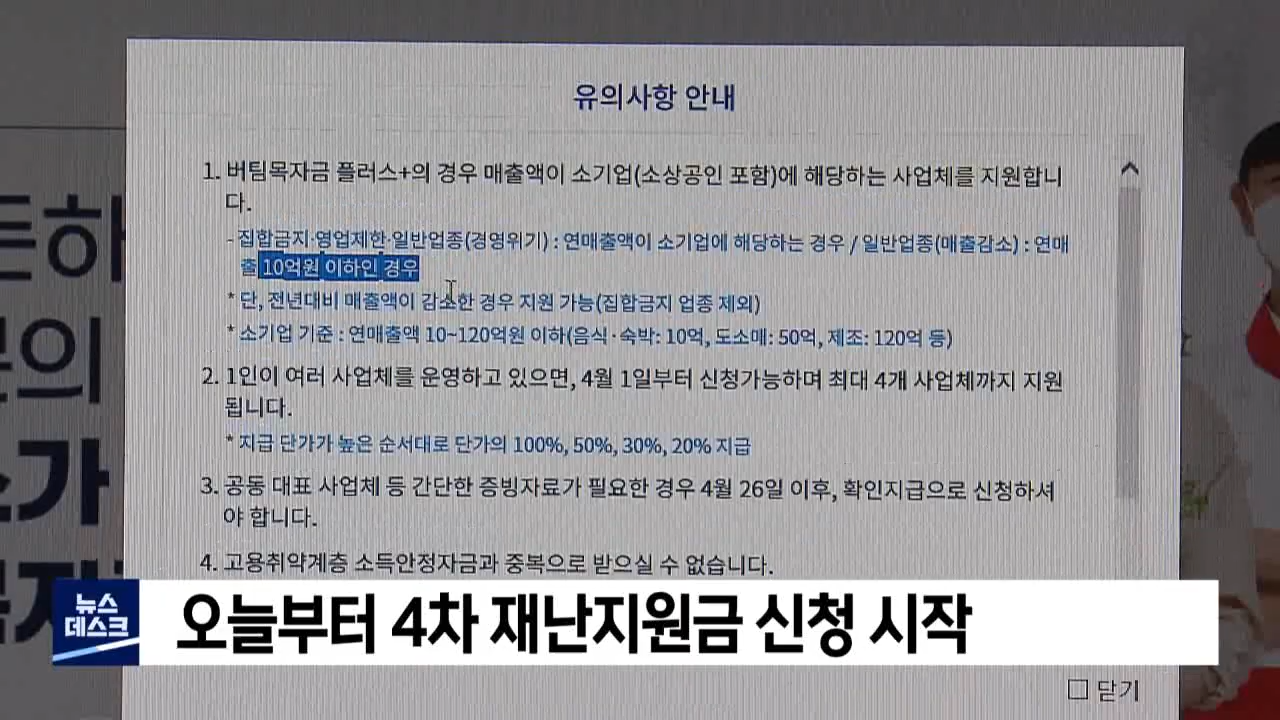 유의사항 안내
1. 버팀목자금 플러스+의 경우 매출액이 소기업(소상공인 포함)에 해당하는 사업체를 지원합니
다.
- 집합금지·영업제한·일반업종(경영위기) : 연매출액이 소기업에 해당하는 경우 / 일반업종(매출감소) : 연매
출 10억원 이하인 경우
* 단, 전년대비 매출액이 감소한 경우 지원 가능(집합금지 업종 제외)
* 소기업 기준 : 연매출액 10~120억원 이하(음식·숙박: 10억, 도소매: 50억, 제조: 120억 등)
2. 1인이 여러 사업체를 운영하고 있으면, 4월 1일부터 신청가능하며 최대 4개 사업체까지 지원
됩니다.
* 지급 단가가 높은 순서대로 단가의 100%, 50%, 30%, 20% 지급
3. 공동 대표 사업체 등 간단한 증빙자료가 필요한 경우 4월 26일 이후, 확인지급으로 신청하셔
야 합니다.
4. 고용취약계층 소득안정자금과 중복으로 받으실 수 없습니다.
뉴스
데스크
오늘부터 4차 재난지원금 신청 시작
닫기